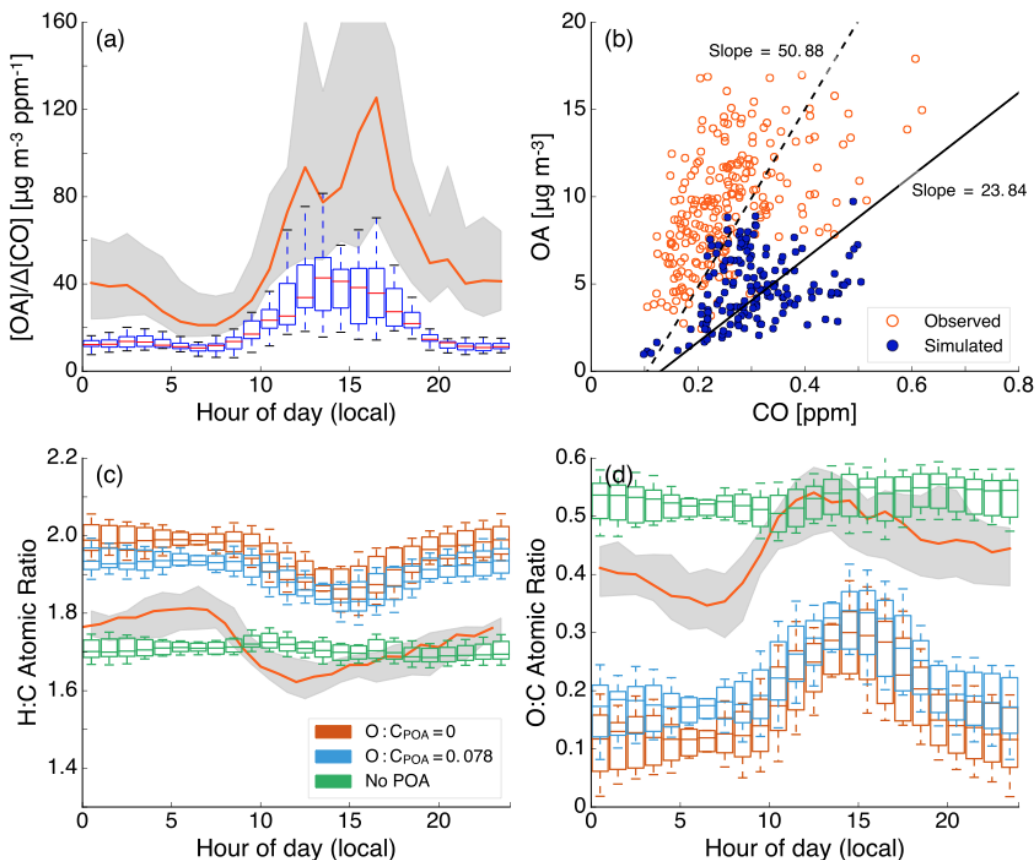 (a)
160
120
80
40
0
[OA]/Δ[CO] [µg m⁻³ ppm⁻¹]
0 5 10 15 20
Hour of day (local)
(b)
20
15
10
5
0
OA [µg m⁻³]
Slope = 50.88
Slope = 23.84
Observed
Simulated
0 0.2 0.4 0.6 0.8
CO [ppm]
(c)
2.2
2.0
1.8
1.6
1.4
H:C Atomic Ratio
O:C_POA=0
O:C_POA=0.078
No POA
0 5 10 15 20
Hour of day (local)
(d)
0.6
0.5
0.4
0.3
0.2
0.1
0
O:C Atomic Ratio
0 5 10 15 20
Hour of day (local)